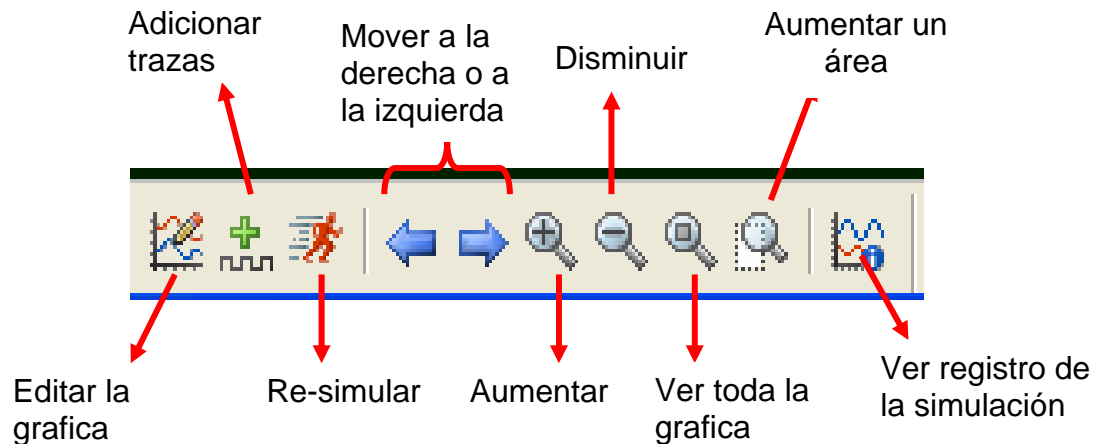 Adicionar
trazas
Mover a la
derecha o a
la izquierda
Disminuir
Aumentar un
área
Editar la
grafica
Re-simular
Aumentar
Ver toda la
grafica
Ver registro de
la simulación